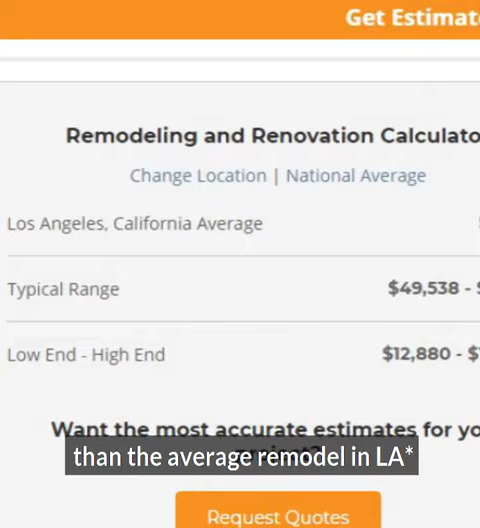 Get Estimat
Remodeling and Renovation Calculato
Change Location | National Average
Los Angeles, California Average
Typical Range $49,538 -
Low End - High End $12,880 - $
Want the most accurate estimates for yo
than the average remodel in LA*
Request Quotes